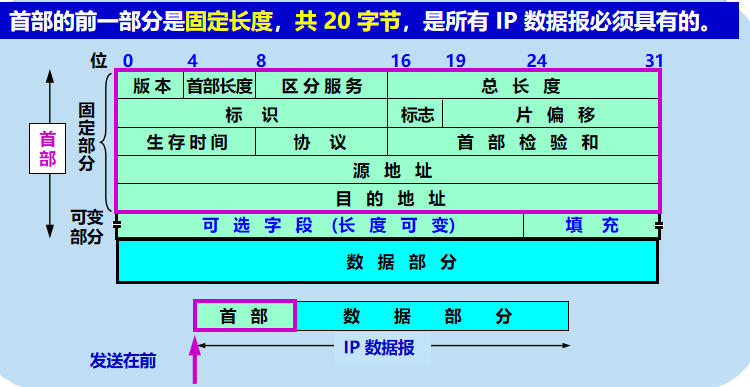 首部的前一部分是固定长度，共 20 字节，是所有 IP 数据报必须具有的。
位 0 4 8 16 19 24 31
版 本 首部长度 区 分 服 务 总 长 度
标 识 标志 片 偏 移
生 存 时 间 协 议 首 部 检 验 和
源 地 址
目 的 地 址
可 选 字 段 (长 度 可 变) 填 充
数 据 部 分
首部
固定部分
可变
部分
首 部 数 据 部 分
IP 数据报
发送在前